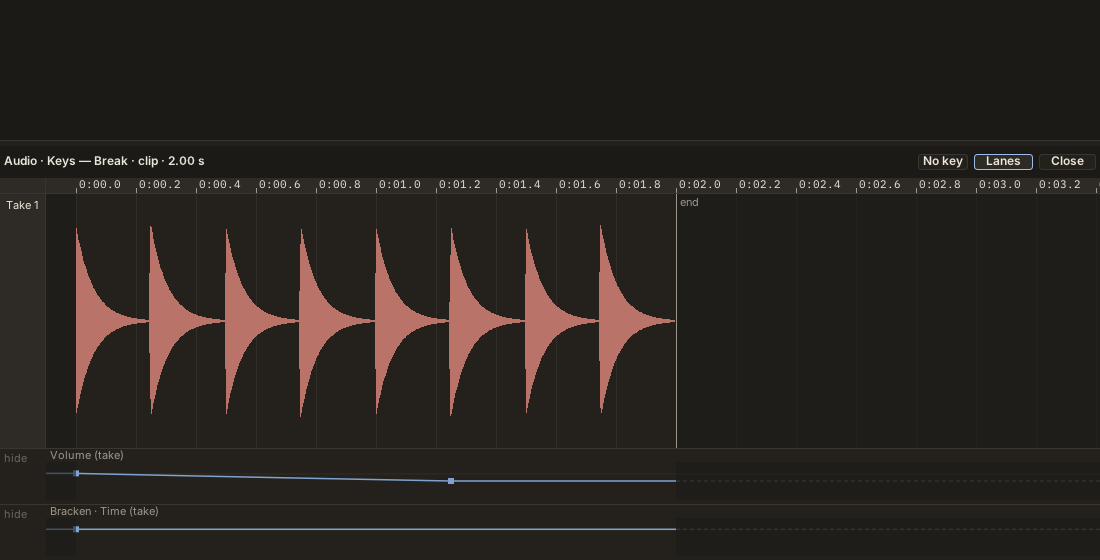 Audio · Keys — Break · clip · 2.00 s No key Lanes Close
0:00.0 0:00.2 0:00.4 0:00.6 0:00.8 0:01.0 0:01.2 0:01.4 0:01.6 0:01.8 0:02.0 0:02.2 0:02.4 0:02.6 0:02.8 0:03.0 0:03.2
Take 1 end
hide Volume (take)
hide Bracken · Time (take)